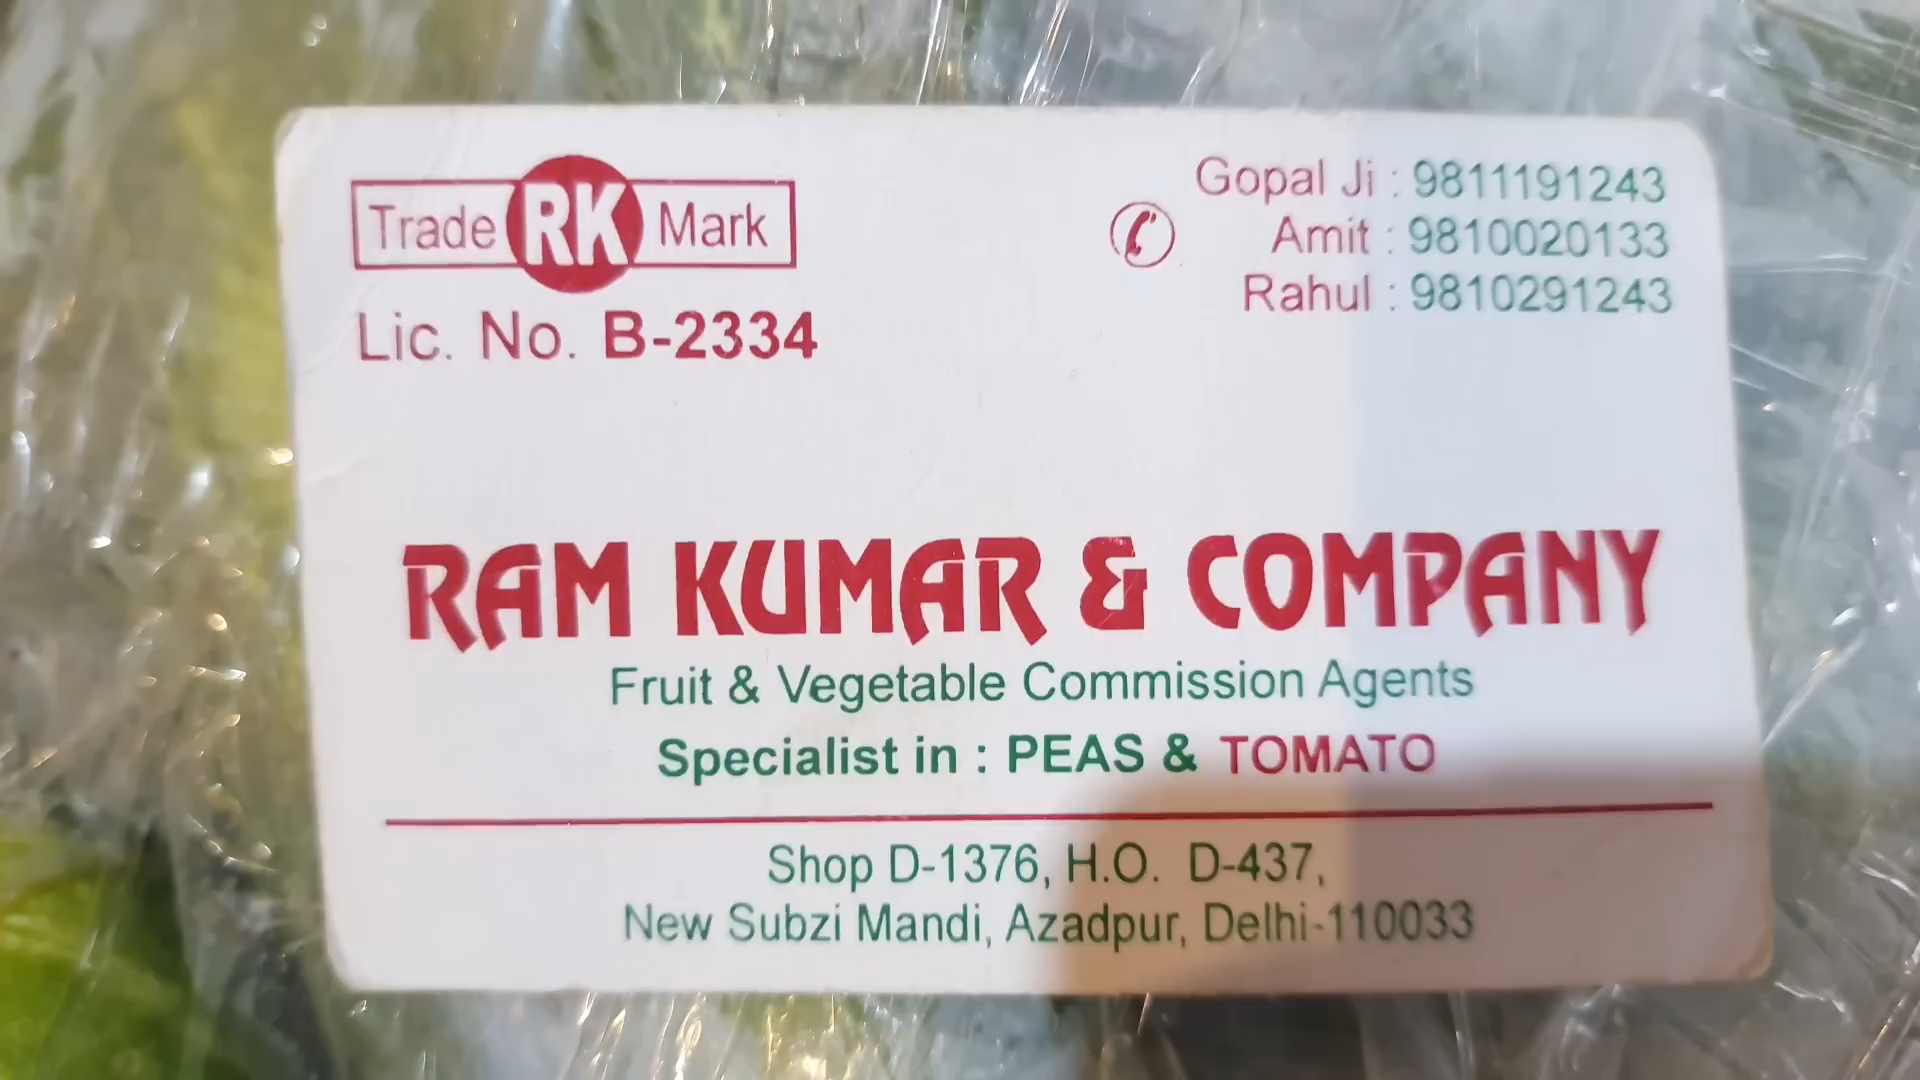 Trade RK Mark
Lic. No. B-2334
Gopal Ji : 9811191243
Amit : 9810020133
Rahul : 9810291243
RAM KUMAR & COMPANY
Fruit & Vegetable Commission Agents
Specialist in : PEAS & TOMATO
Shop D-1376, H.O. D-437,
New Subzi Mandi, Azadpur, Delhi-110033